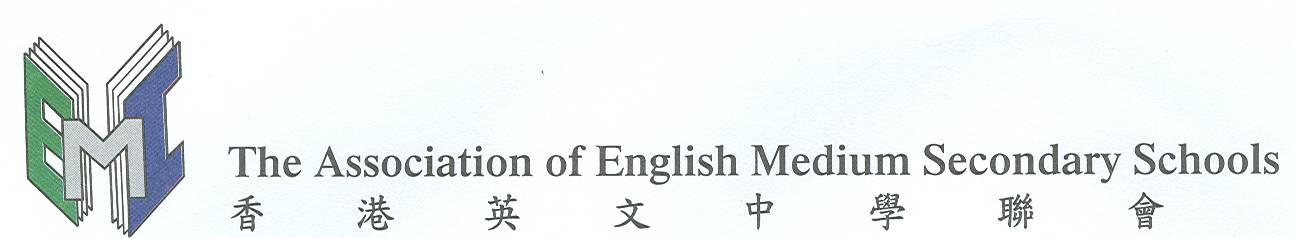 EMI
The Association of English Medium Secondary Schools
香港英文中學聯會